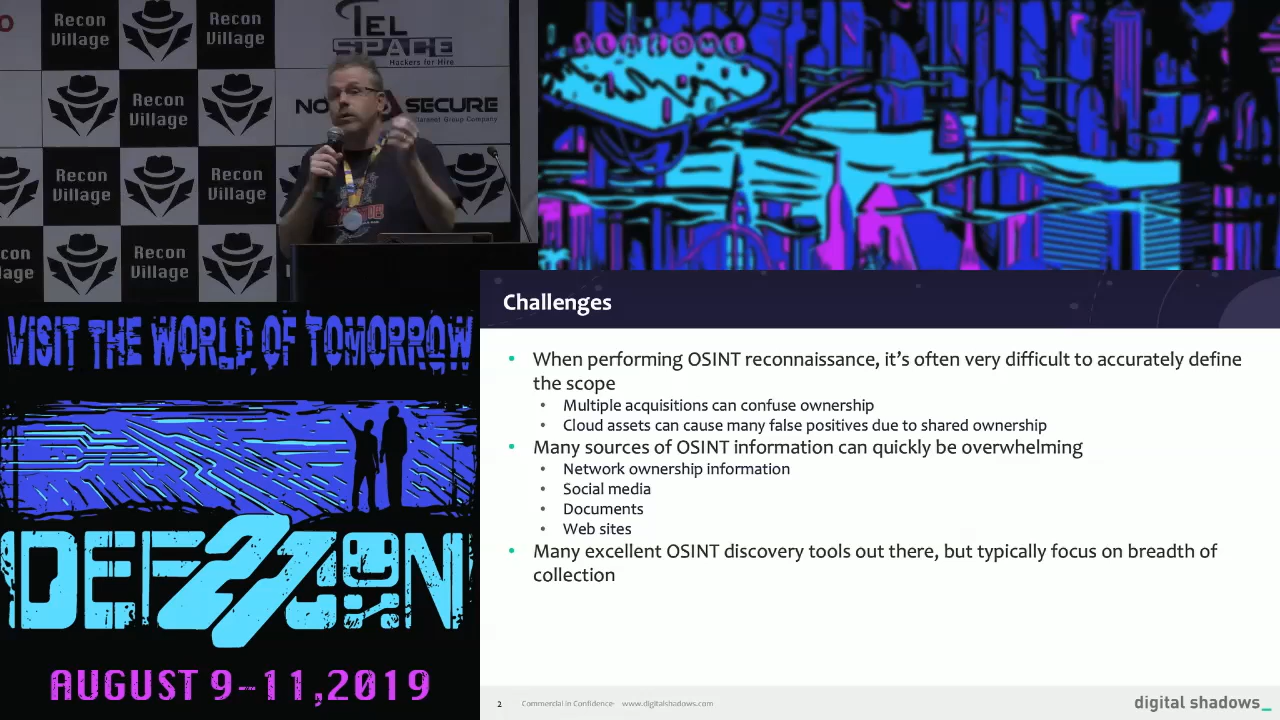 Recon
Village
Recon
Village
TEL
SPACE
Hackers for Hire
Recon
Village
SECURE
Claranet Group Company
Recon
Village
Recon
Village
Recon
Village
VISIT THE WORLD OF TOMORROW
DEF27CON
AUGUST 9-11,2019
Challenges
• When performing OSINT reconnaissance, it's often very difficult to accurately define
the scope
• Multiple acquisitions can confuse ownership
• Cloud assets can cause many false positives due to shared ownership
• Many sources of OSINT information can quickly be overwhelming
• Network ownership information
• Social media
• Documents
• Web sites
• Many excellent OSINT discovery tools out there, but typically focus on breadth of
collection
2 Commercial in Confidence- www.digitalshadows.com
digital shadows_